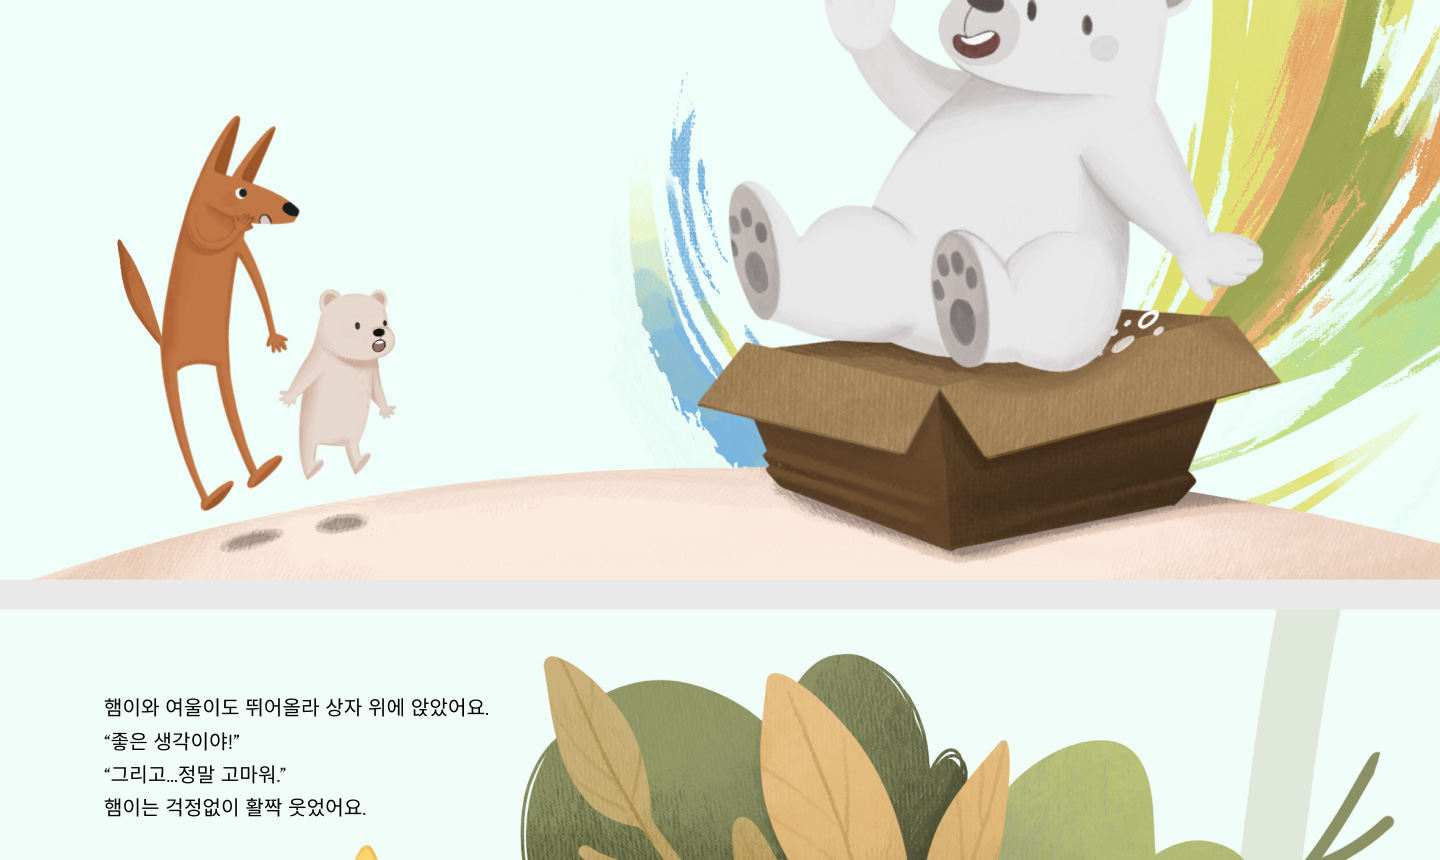 햄이와 여울이도 뛰어올라 상자 위에 앉았어요.
“좋은 생각이야!”
“그리고...정말 고마워.”
햄이는 걱정없이 활짝 웃었어요.